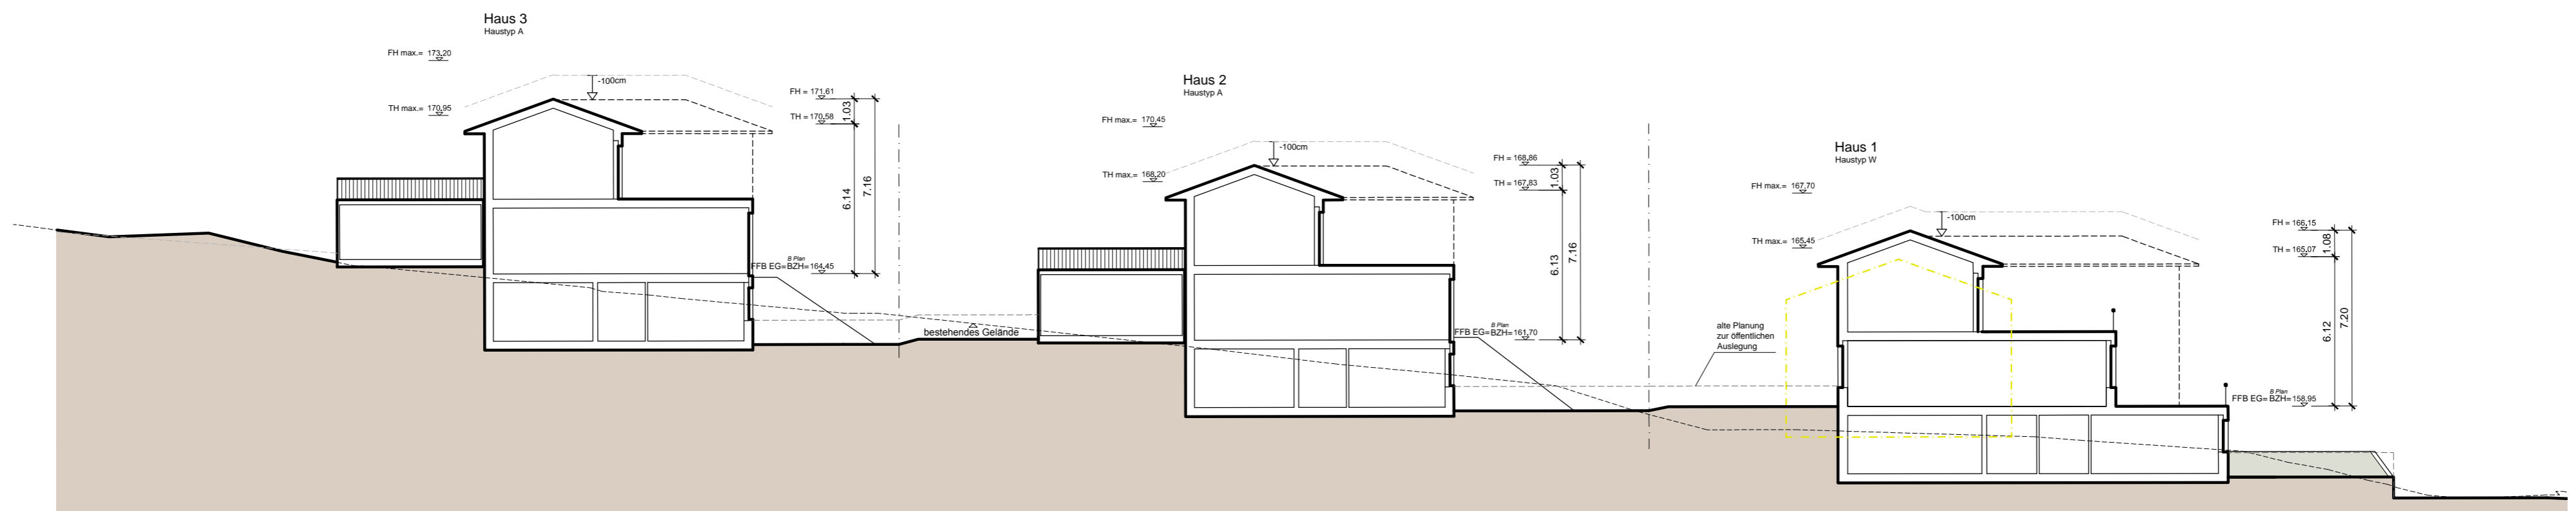 Haus 3
Haustyp A
FH max.= 173.20
TH max.= 170.95
-100cm
FH = 171.61
TH = 170.58
1.03
6.14
7.16
B Plan
FFB EG=BZH=164.45
bestehendes Gelände
Haus 2
Haustyp A
FH max.= 170.45
TH max.= 168.20
-100cm
FH = 168.86
TH = 167.83
1.03
6.13
7.16
B Plan
FFB EG=BZH=161.70
alte Planung
zur öffentlichen
Auslegung
Haus 1
Haustyp W
FH max.= 167.70
TH max.= 165.45
-100cm
FH = 166.15
TH = 165.07
1.08
6.12
7.20
B Plan
FFB EG=BZH=158.95